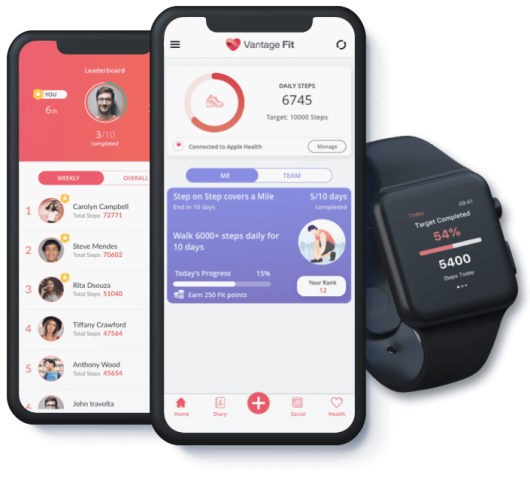 Leaderboard
YOU
6th
3/10
completed
WEEKLY
OVERALL
1
Carolyn Campbell
Total Steps 72771
2
Steve Mendes
Total Steps 70602
3
Rita Dsouza
Total Steps 51040
4
Tiffany Crawford
Total Steps 47564
5
Anthony Wood
Total Steps 45654
John travolta
Vantage Fit
DAILY STEPS
6745
Target: 10000 Steps
Connected to Apple Health
Manage
ME
TEAM
Step on Step covers a Mile
5/10 days
End in 10 days
completed
Walk 6000+ steps daily for
10 days
Today's Progress
15%
Earn 250 Fit points
Your Rank
12
Home
Diary
Social
Health
Today
09:41
Target Completed
54%
5400
Steps Today